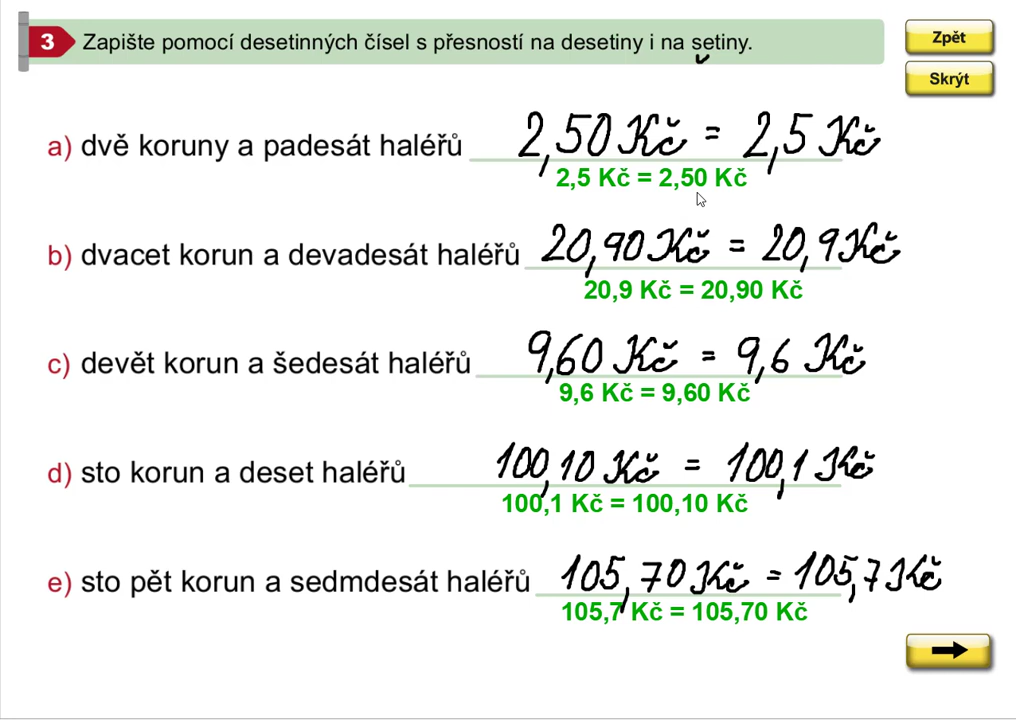 3 Zapište pomocí desetinných čísel s přesností na desetiny i na setiny.
Zpět
Skrýt
a) dvě koruny a padesát haléřů 2,50 Kč = 2,5 Kč
2,5 Kč = 2,50 Kč
b) dvacet korun a devadesát haléřů 20,90 Kč = 20,9 Kč
20,9 Kč = 20,90 Kč
c) devět korun a šedesát haléřů 9,60 Kč = 9,6 Kč
9,6 Kč = 9,60 Kč
d) sto korun a deset haléřů 100,10 Kč = 100,1 Kč
100,1 Kč = 100,10 Kč
e) sto pět korun a sedmdesát haléřů 105,70 Kč = 105,7 Kč
105,7 Kč = 105,70 Kč